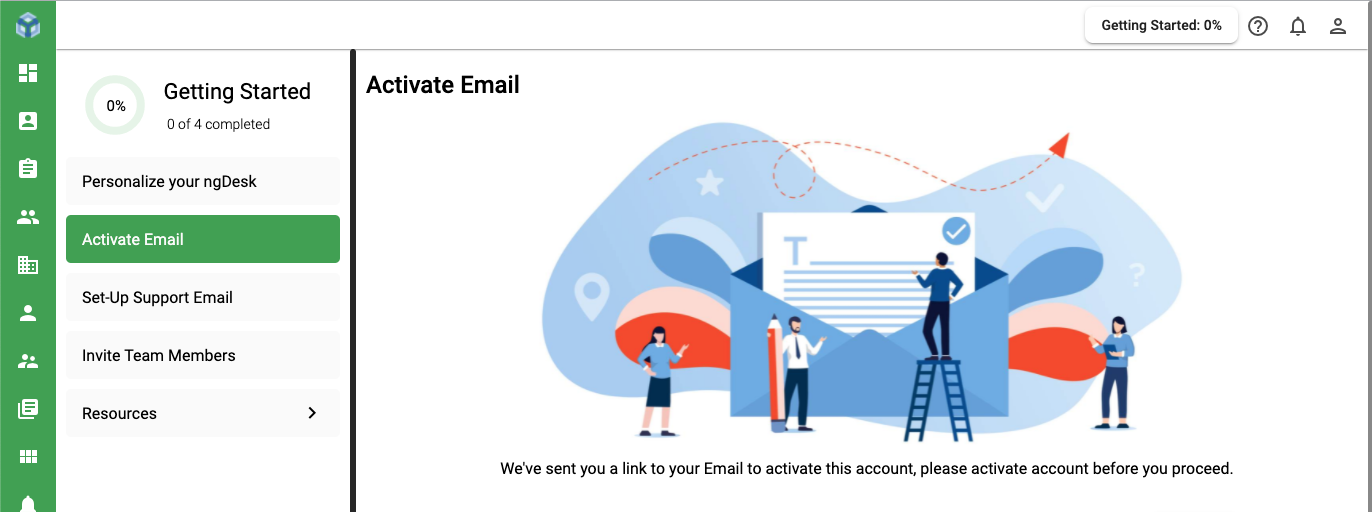 Getting Started: 0%
0%
Getting Started
0 of 4 completed
Personalize your ngDesk
Activate Email
Set-Up Support Email
Invite Team Members
Resources
Activate Email
T
?
We've sent you a link to your Email to activate this account, please activate account before you proceed.